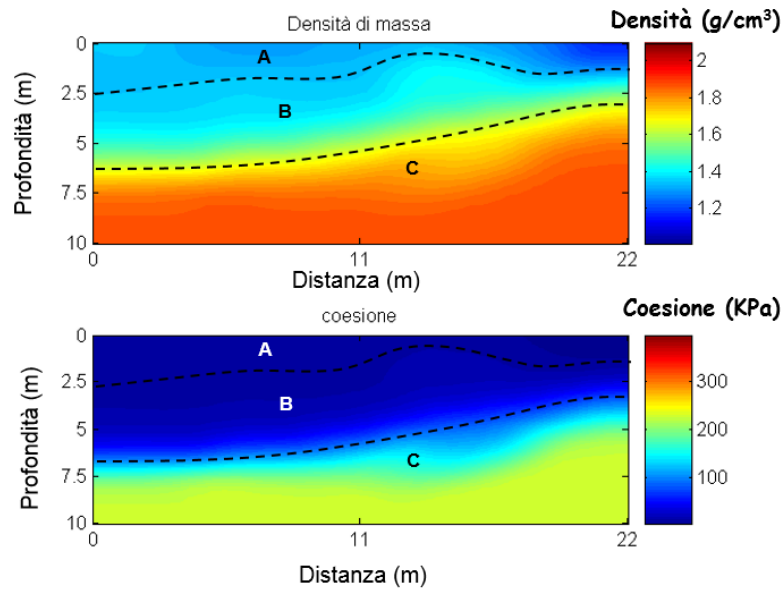 Densità di massa
Densità (g/cm³)
0
2.5
5
7.5
10
Profondità (m)
A
B
C
0
11
22
Distanza (m)
2
1.8
1.6
1.4
1.2
coesione
Coesione (KPa)
0
2.5
5
7.5
10
Profondità (m)
A
B
C
0
11
22
Distanza (m)
300
200
100